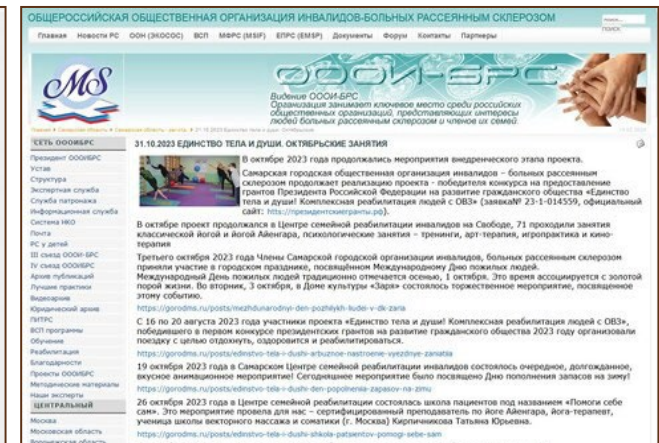 ОБЩЕРОССИЙСКАЯ ОБЩЕСТВЕННАЯ ОРГАНИЗАЦИЯ ИНВАЛИДОВ-БОЛЬНЫХ РАССЕЯННЫМ СКЛЕРОЗОМ
поиск...
ПОИСК
Главная Новости РС ООН (ЭКОСОС) ВСП МФРС (MSIF) ЕПРС (EMSP) Документы Форум Контакты Партнеры
MS
ОООИ-БРС
Видение ОООИ-БРС
Организация занимает ключевое место среди российских
общественных организаций, представляющих интересы
людей больных рассеянным склерозом и членов их семей.
СЕТЬ ОООИБРС
Президент ОООИБРС
Устав
Структура
Экспертная служба
Служба патронажа
Информационная служба
Система НКО
Почта
РС у детей
III съезд ОООИ-БРС
IV съезд ОООИБРС
Архив публикаций
Лучшие практики
Видеоархив
Юридический архив
ПИТРС
ВСП программы
Обучение
Реабилитация
Благодарности
Проекты ОООИБРС
Методические материалы
Наши эксперты
ЦЕНТРАЛЬНЫЙ
Москва
Московская область
Воронежская область
31.10.2023 ЕДИНСТВО ТЕЛА И ДУШИ. ОКТЯБРЬСКИЕ ЗАНЯТИЯ
В октябре 2023 года продолжались мероприятия внедренческого этапа проекта.
Самарская городская общественная организация инвалидов – больных рассеянным
склерозом продолжает реализацию проекта - победителя конкурса на предоставление
грантов Президента Российской Федерации на развитие гражданского общества «Единство
тела и души! Комплексная реабилитация людей с ОВЗ» (заявка№ 23-1-014559, официальный
сайт: https://президентскиегранты.рф).
В октябре проект продолжался в Центре семейной реабилитации инвалидов на Свободе, 71 проходили занятия
классической йогой и йогой Айенгара, психологические занятия – тренинги, арт-терапия, игропрактика и кино-
терапия
Третьего октября 2023 года Члены Самарской городской организации инвалидов, больных рассеянным склерозом
приняли участие в городском празднике, посвящённом Международному Дню пожилых людей.
Международный День пожилых людей традиционно отмечается осенью, 1 октября. Это время ассоциируется с золотой
порой жизни. Во вторник, 3 октября, в Доме культуры «Заря» состоялось торжественное мероприятие, посвященное
этому событию.
https://gorodms.ru/posts/mezhdunarodnyi-den-pozhilykh-liudei-v-dk-zaria
С 16 по 20 августа 2023 года участники проекта «Единство тела и души! Комплексная реабилитация людей с ОВЗ»,
победившего в первом конкурсе президентских грантов на развитие гражданского общества 2023 году организовали
поездку с целью отдохнуть, оздоровится и реабилитироваться.
https://gorodms.ru/posts/edinstvo-tela-i-dushi-arbuznoe-nastroenie-vyezdnye-zaniatia
19 октября 2023 года в Самарском Центре семейной реабилитации инвалидов состоялось очередное, долгожданное,
вкусное анимационное мероприятие! Сегодняшнее мероприятие было посвящено Дню пополнения запасов на зиму!
https://gorodms.ru/posts/edinstvo-tela-i-dushi-den-popolneniia-zapasov-na-zimu
26 октября 2023 года в Центре семейной реабилитации состоялась школа пациентов под названием «Помоги себе
сам». Это мероприятие провела для нас – сертифицированный преподаватель по йоге Айенгара, йога-терапевт,
ученица школы векторного массажа и соматики (г. Москва) Кирпичникова Татьяна Юрьевна.
https://gorodms.ru/posts/edinstvo-tela-i-dushi-shkola-patsientov-pomogi-sebe-sam